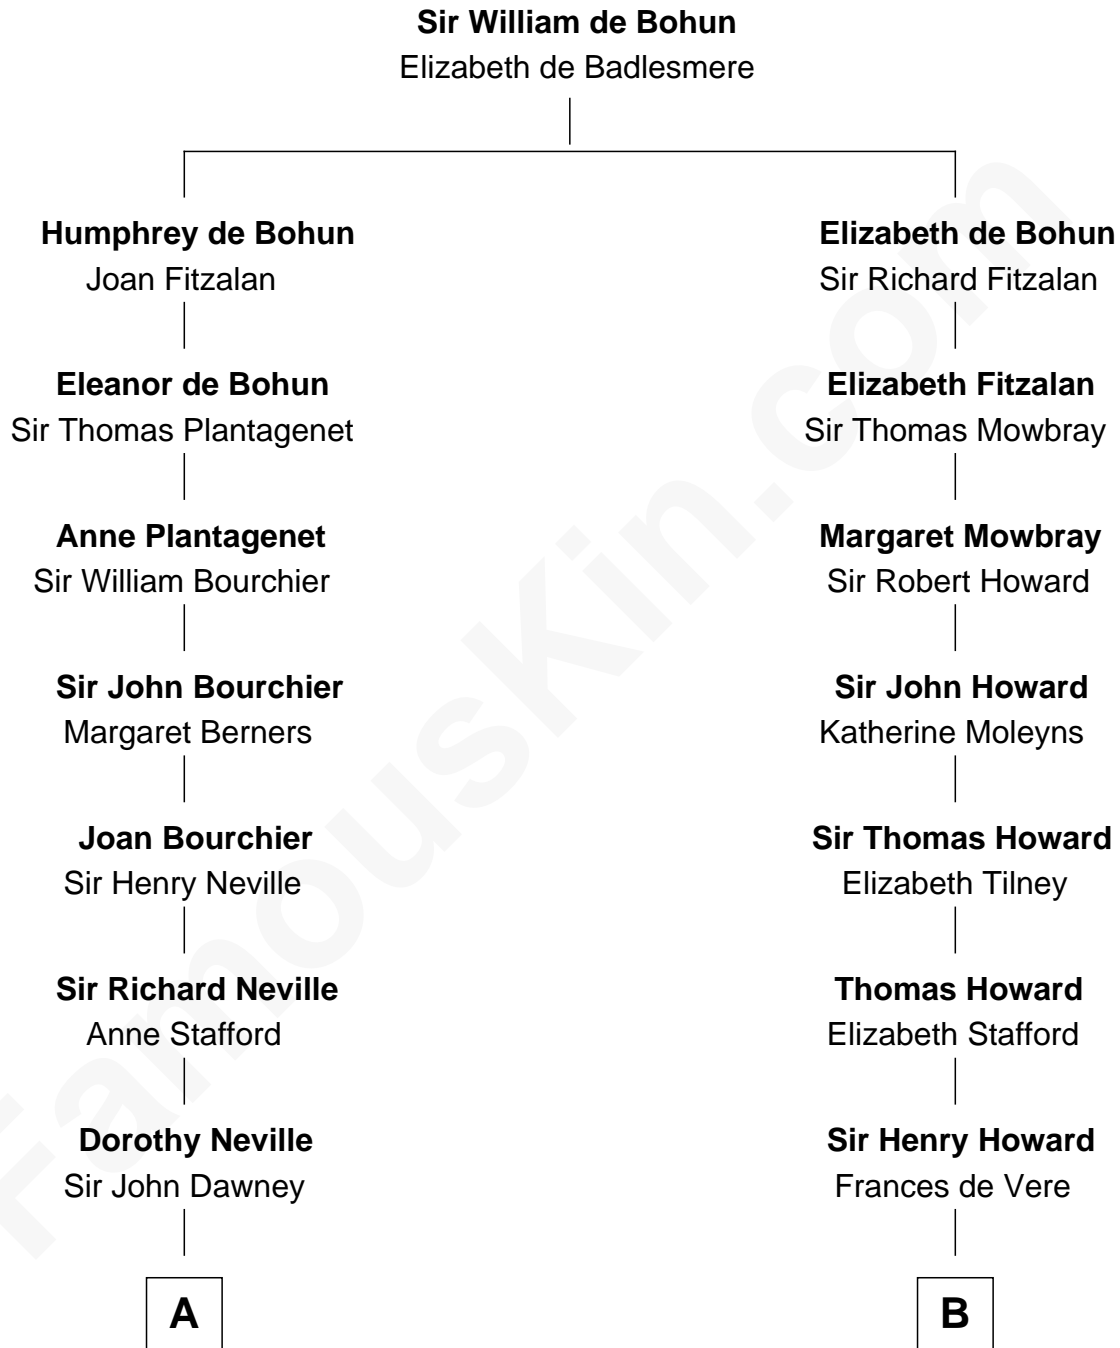 Sir William de Bohun
Elizabeth de Badlesmere
Humphrey de Bohun
Joan Fitzalan
Elizabeth de Bohun
Sir Richard Fitzalan
Eleanor de Bohun
Sir Thomas Plantagenet
Elizabeth Fitzalan
Sir Thomas Mowbray
Anne Plantagenet
Sir William Bourchier
Margaret Mowbray
Sir Robert Howard
Sir John Bourchier
Margaret Berners
Sir John Howard
Katherine Moleyns
Joan Bourchier
Sir Henry Neville
Sir Thomas Howard
Elizabeth Tilney
Sir Richard Neville
Anne Stafford
Thomas Howard
Elizabeth Stafford
Dorothy Neville
Sir John Dawney
Sir Henry Howard
Frances de Vere
A
B
FamousKin.com